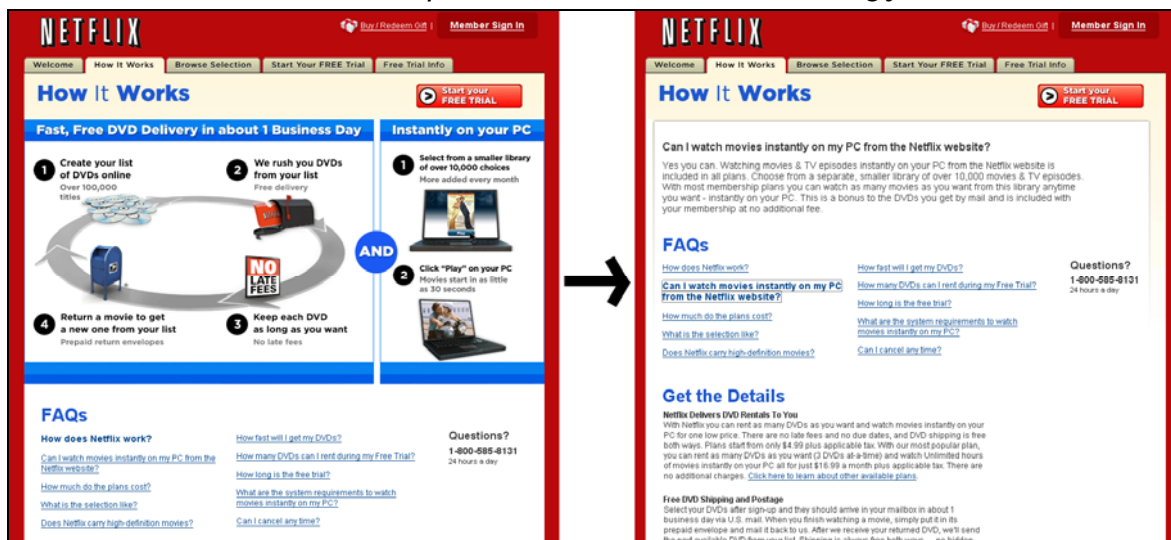 NETFLIX
Buy / Redeem Gift |
Member Sign In
Welcome
How It Works
Browse Selection
Start Your FREE Trial
Free Trial Info
How It Works
Start your
FREE TRIAL
Fast, Free DVD Delivery in about 1 Business Day
Instantly on your PC
1
Create your list
of DVDs online
Over 100,000
titles
2
We rush you DVDs
from your list
Free delivery
NO
LATE
FEES
4
Return a movie to get
a new one from your list
Prepaid return envelopes
3
Keep each DVD
as long as you want
No late fees
AND
1
Select from a smaller library
of over 10,000 choices
More added every month
2
Click "Play" on your PC
Movies start in as little
as 30 seconds
FAQs
How does Netflix work?
Can I watch movies instantly on my PC from the
Netflix website?
How much do the plans cost?
What is the selection like?
Does Netflix carry high-definition movies?
How fast will I get my DVDs?
How many DVDs can I rent during my Free Trial?
How long is the free trial?
What are the system requirements to watch
movies instantly on my PC?
Can I cancel any time?
Questions?
1-800-585-8131
24 hours a day
NETFLIX
Buy / Redeem Gift |
Member Sign In
Welcome
How It Works
Browse Selection
Start Your FREE Trial
Free Trial Info
How It Works
Start your
FREE TRIAL
Can I watch movies instantly on my PC from the Netflix website?
Yes you can. Watching movies & TV episodes instantly on your PC from the Netflix website is
included in all plans. Choose from a separate, smaller library of over 10,000 movies & TV episodes.
With most membership plans you can watch as many movies as you want from this library anytime
you want - instantly on your PC. This is a bonus to the DVDs you get by mail and is included with
your membership at no additional fee.
FAQs
How does Netflix work?
Can I watch movies instantly on my PC
from the Netflix website?
How much do the plans cost?
What is the selection like?
Does Netflix carry high-definition movies?
How fast will I get my DVDs?
How many DVDs can I rent during my Free Trial?
How long is the free trial?
What are the system requirements to watch
movies instantly on my PC?
Can I cancel any time?
Questions?
1-800-585-8131
24 hours a day
Get the Details
Netflix Delivers DVD Rentals To You
With Netflix you can rent as many DVDs as you want and watch movies instantly on your
PC for one low price. There are no late fees and no due dates, and DVD shipping is free
both ways. Plans start from only $4.99 plus applicable tax. With our most popular plan,
you can rent as many DVDs as you want (3 DVDs at-a-time) and watch Unlimited hours
of movies instantly on your PC all for just $16.99 a month plus applicable tax. There are
no additional charges. Click here to learn about other available plans.
Free DVD Shipping and Postage
Select your DVDs after sign-up and they should arrive in your mailbox in about 1
business day via U.S. mail. When you finish watching a movie, simply put it in its
prepaid envelope and mail it back to us. After we receive your returned DVD, we'll send